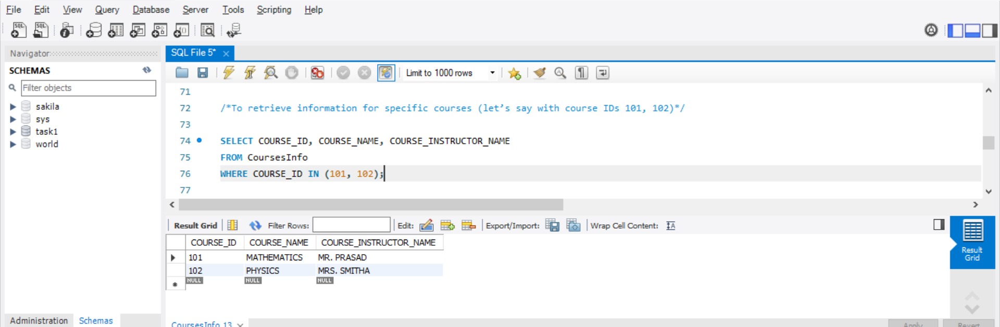 File Edit View Query Database Server Tools Scripting Help
SQL SQL
Navigator
SQL File 5*
SCHEMAS
Limit to 1000 rows
Filter objects
sakila
sys
task1
world
71
72 /*To retrieve information for specific courses (let’s say with course IDs 101, 102)*/
73
74 SELECT COURSE_ID, COURSE_NAME, COURSE_INSTRUCTOR_NAME
75 FROM CoursesInfo
76 WHERE COURSE_ID IN (101, 102);
77
Result Grid Filter Rows: Edit: Export/Import: Wrap Cell Content:
COURSE_ID COURSE_NAME COURSE_INSTRUCTOR_NAME
101 MATHEMATICS MR. PRASAD
102 PHYSICS MRS. SMITHA
NULL NULL NULL
Result
Grid
Administration Schemas
CoursesInfo 13
Apply Revert